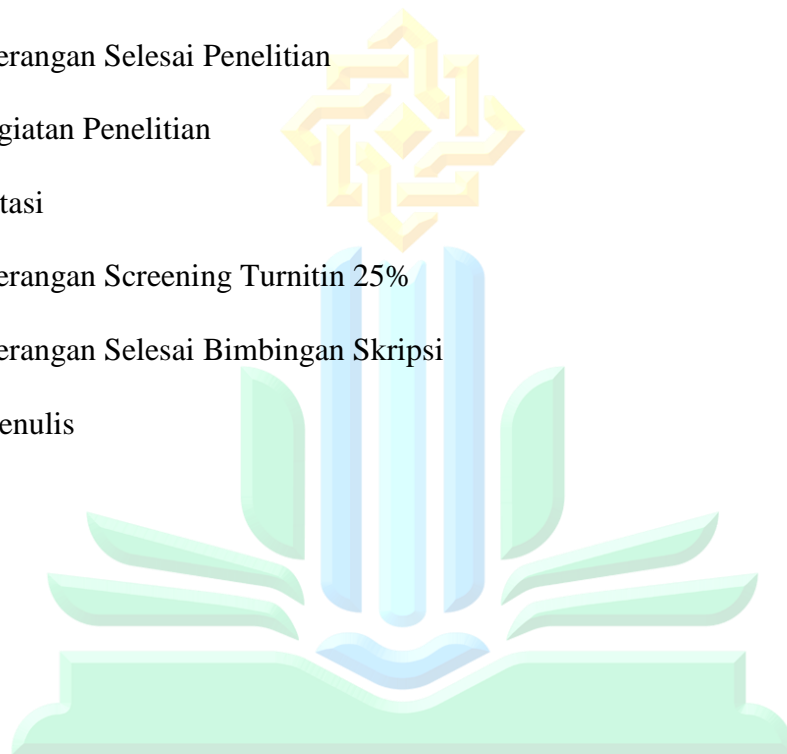 erangan Selesai Penelitian
giatan Penelitian
tasi
erangan Screening Turnitin 25%
erangan Selesai Bimbingan Skripsi
enulis